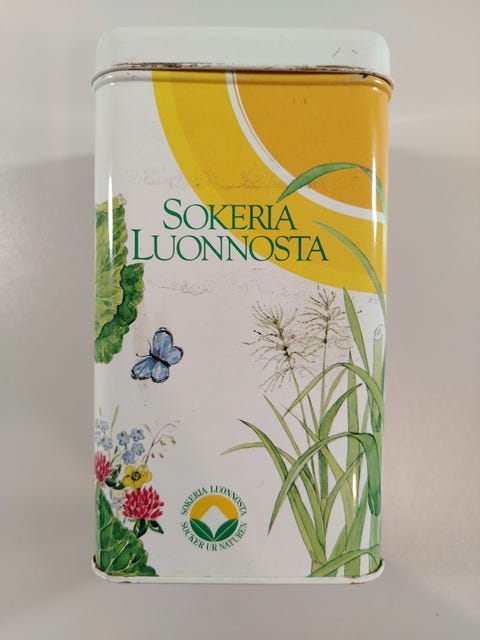 SOKERIA
LUONNOSTA
SOKERIA LUONNOSTA
SOCKER UR NATUREN